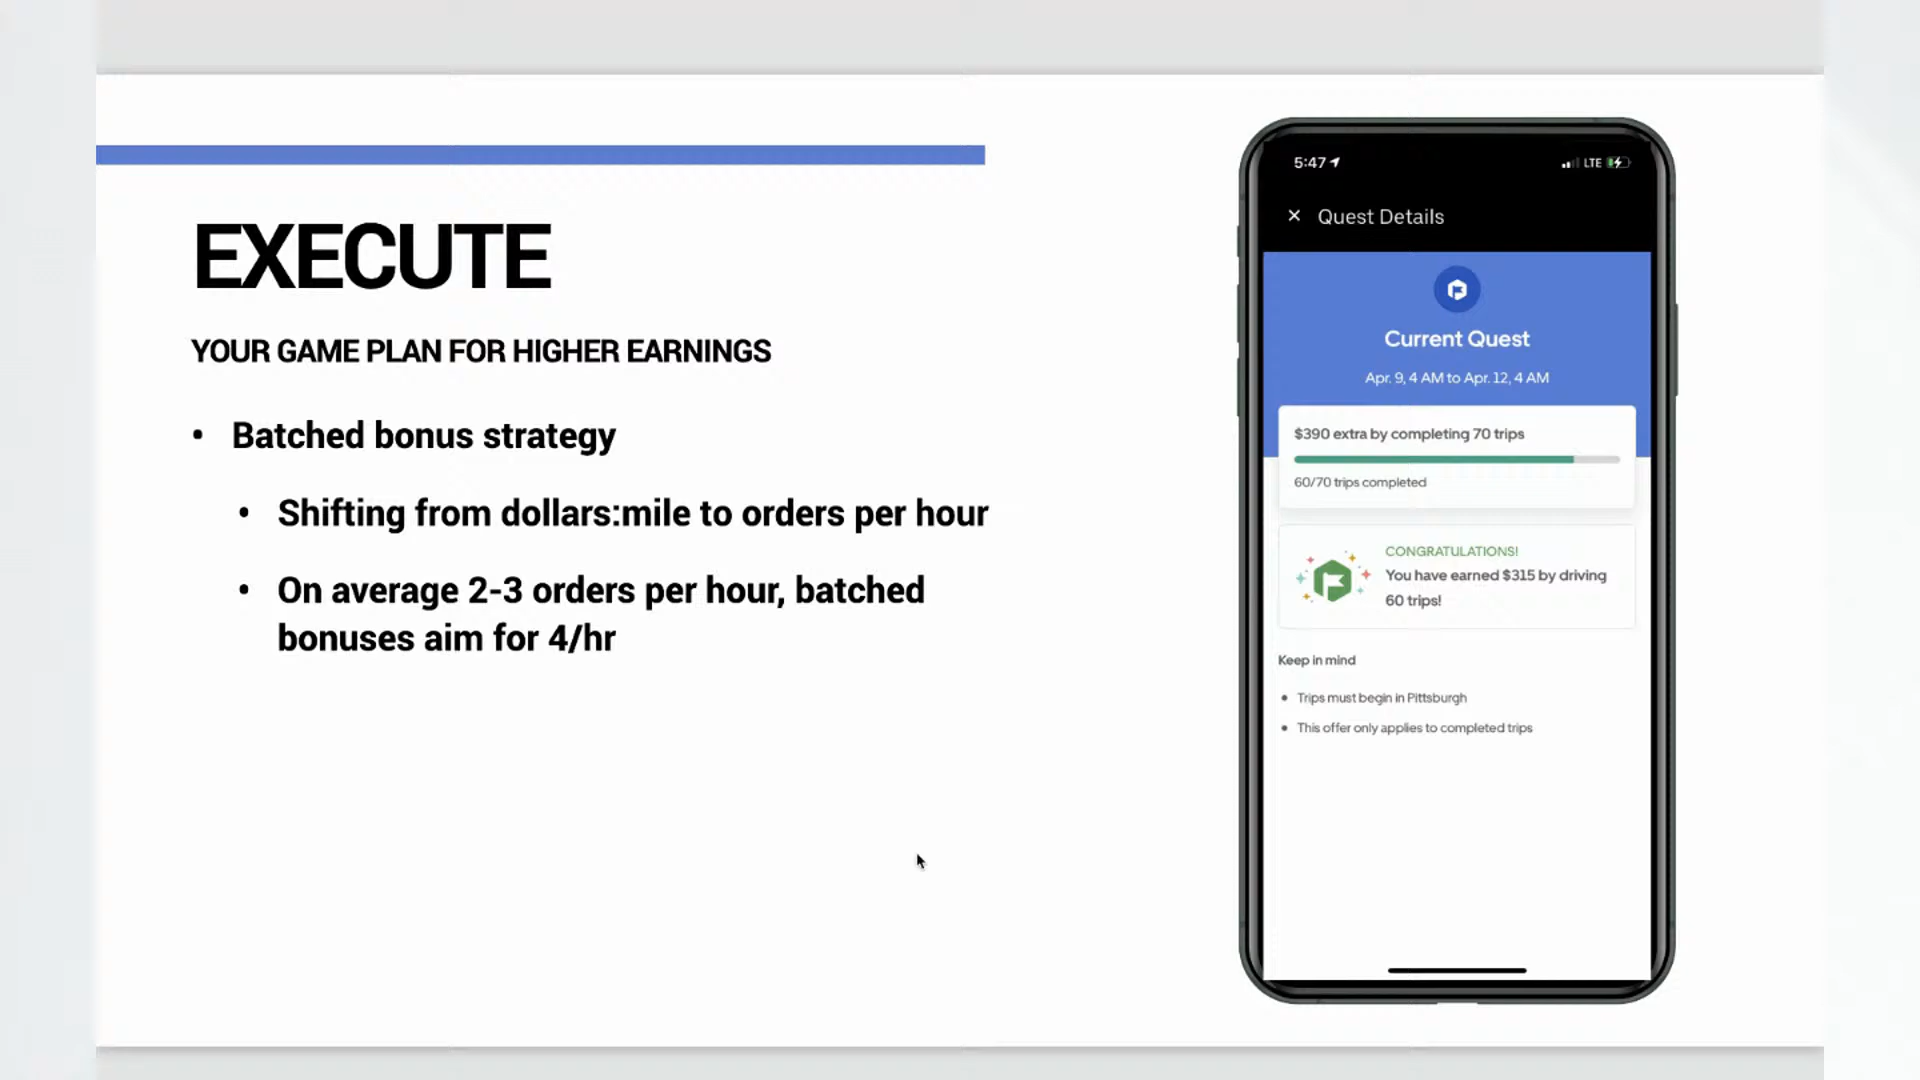 EXECUTE
YOUR GAME PLAN FOR HIGHER EARNINGS
• Batched bonus strategy
• Shifting from dollars:mile to orders per hour
• On average 2-3 orders per hour, batched
bonuses aim for 4/hr
5:47 LTE
× Quest Details
Current Quest
Apr. 9, 4 AM to Apr. 12, 4 AM
$390 extra by completing 70 trips
60/70 trips completed
CONGRATULATIONS!
You have earned $315 by driving
60 trips!
Keep in mind
• Trips must begin in Pittsburgh
• This offer only applies to completed trips